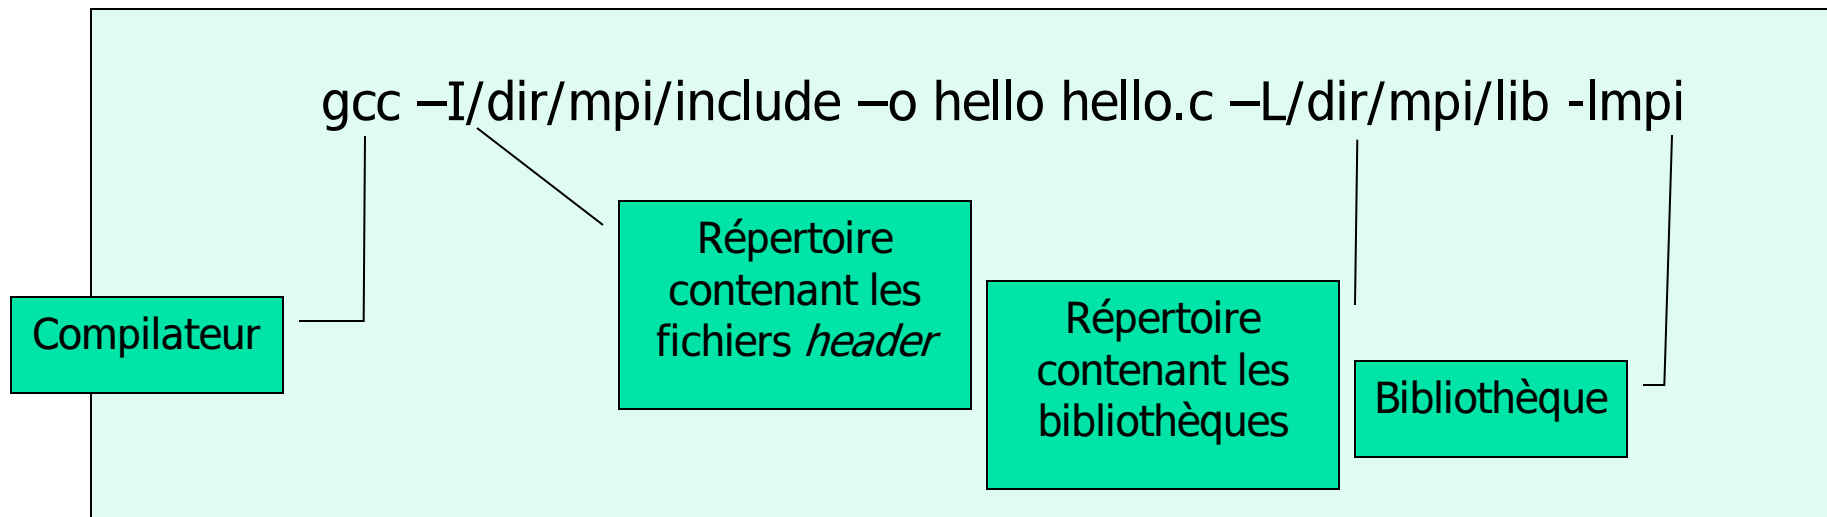 gcc –I/dir/mpi/include –o hello hello.c –L/dir/mpi/lib -lmpi
Compilateur
Répertoire
contenant les
fichiers header
Répertoire
contenant les
bibliothèques
Bibliothèque